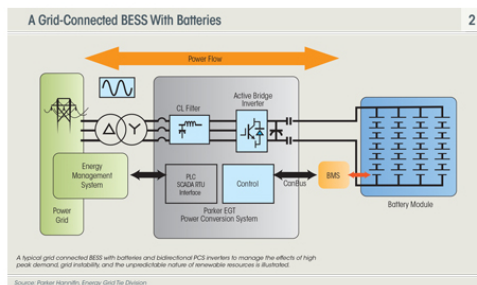 A Grid-Connected BESS With Batteries
2
Power Flow
CL Filter
Active Bridge
Inverter
Energy
Management
System
PLC
SCADA RTU
Interface
Control
CanBus
BMS
Battery Module
Power
Grid
Parker EGT
Power Conversion System
A typical grid connected BESS with batteries and bidirectional PCS inverters to manage the effects of high
peak demand, grid instability, and the unpredictable nature of renewable resources is illustrated.
Source: Parker Hannifin, Energy Grid Tie Division